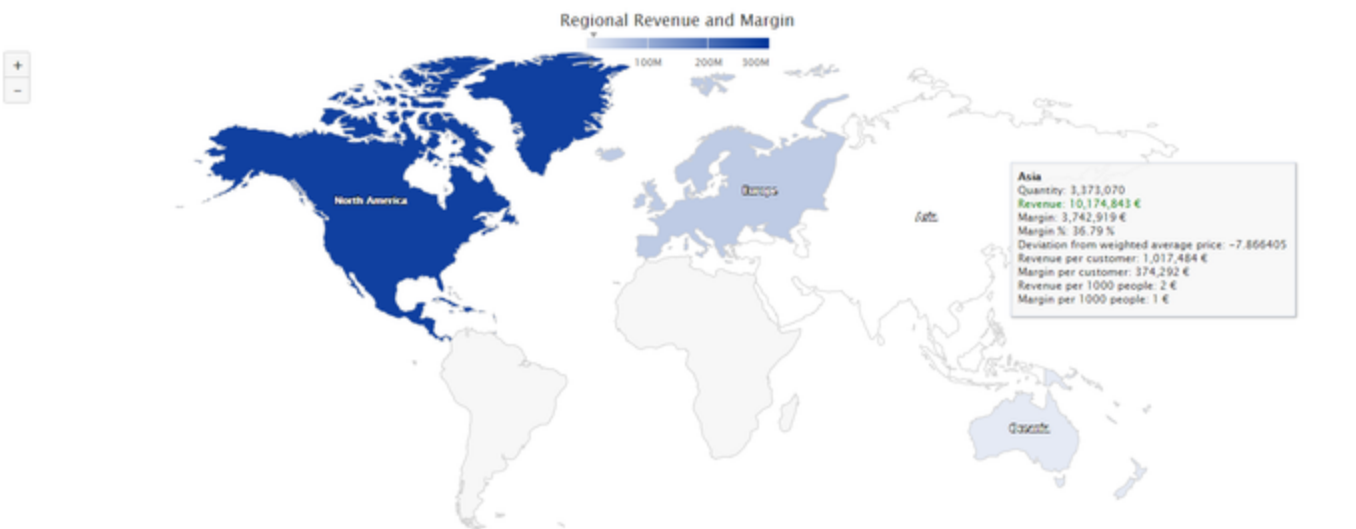 Regional Revenue and Margin
100M 200M 300M
+
−
North America
Europe
Asia
Oceania
Asia
Quantity: 3,373,070
Revenue: 10,174,843 €
Margin: 3,742,919 €
Margin %: 36.79 %
Deviation from weighted average price: −7.866405
Revenue per customer: 1,017,484 €
Margin per customer: 374,292 €
Revenue per 1000 people: 2 €
Margin per 1000 people: 1 €